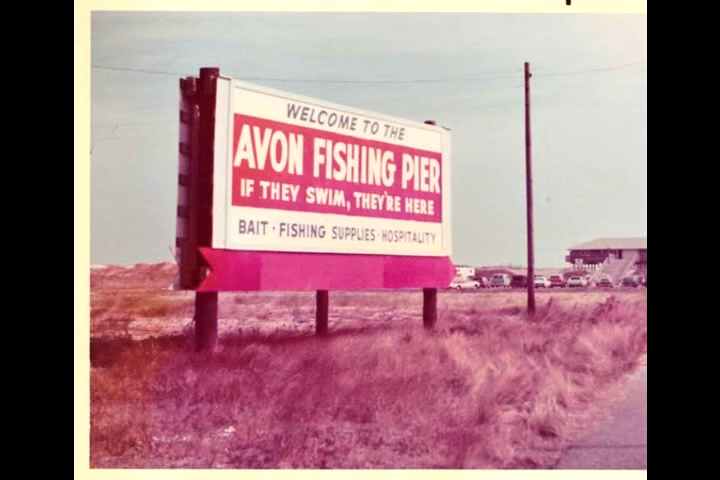 WELCOME TO THE
AVON FISHING PIER
IF THEY SWIM, THEY'RE HERE
BAIT · FISHING SUPPLIES · HOSPITALITY